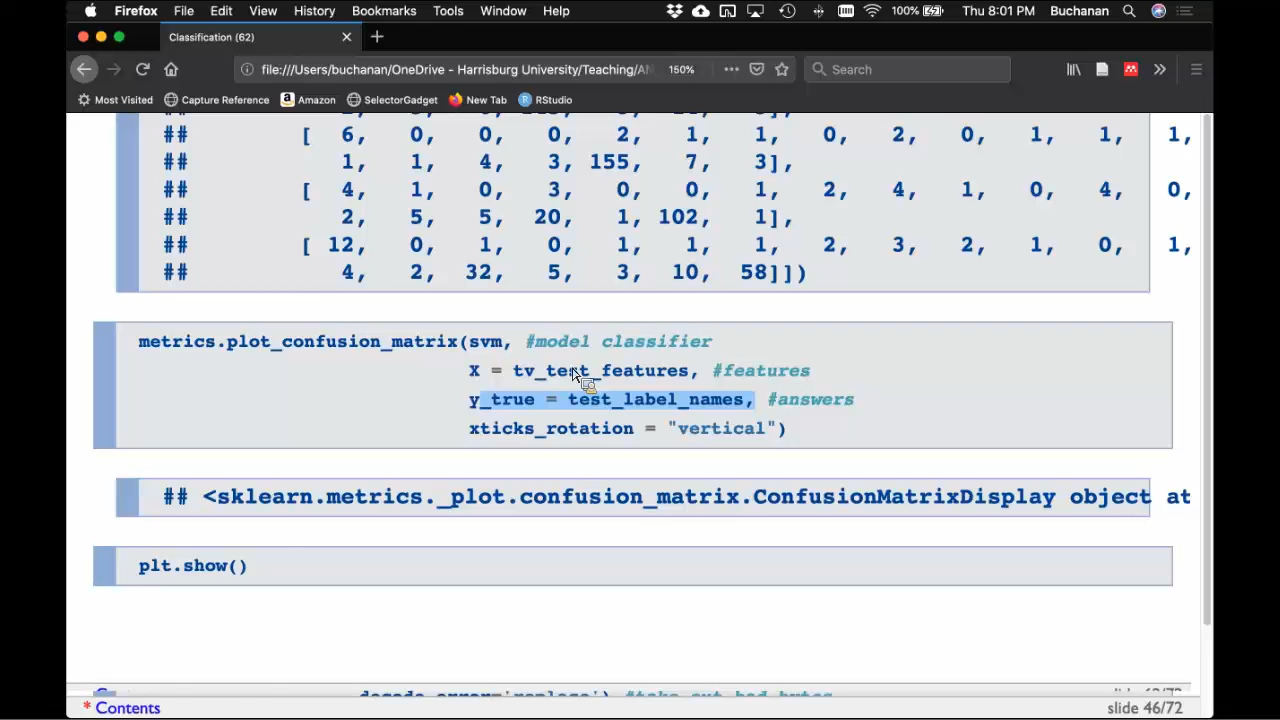 Firefox File Edit View History Bookmarks Tools Window Help 100% Thu 8:01 PM Buchanan
Classification (62)
file:///Users/buchanan/OneDrive - Harrisburg University/Teaching/AN 150% Search
Most Visited Capture Reference Amazon SelectorGadget New Tab RStudio
## [ 6, 0, 0, 0, 2, 1, 1, 0, 2, 0, 1, 1, 1,
## 1, 1, 4, 3, 155, 7, 3],
## [ 4, 1, 0, 3, 0, 0, 1, 2, 4, 1, 0, 4, 0,
## 2, 5, 5, 20, 1, 102, 1],
## [ 12, 0, 1, 0, 1, 1, 1, 2, 3, 2, 1, 0, 1,
## 4, 2, 32, 5, 3, 10, 58]])
metrics.plot_confusion_matrix(svm, #model classifier
X = tv_test_features, #features
y_true = test_label_names, #answers
xticks_rotation = "vertical")
## <sklearn.metrics._plot.confusion_matrix.ConfusionMatrixDisplay object at
plt.show()
* Contents slide 46/72